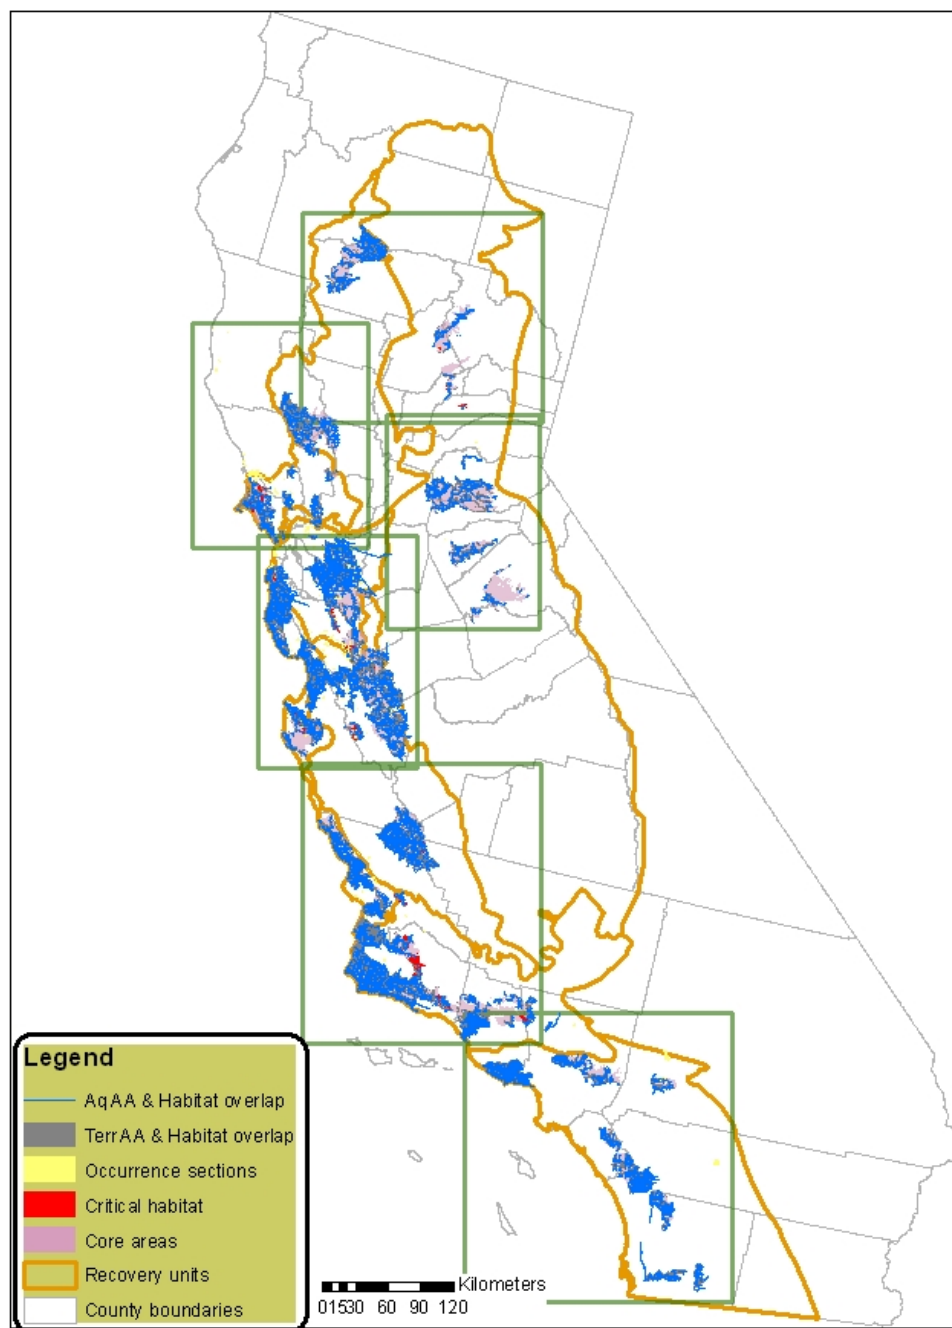 Legend
AqAA & Habitat overlap
TerrAA & Habitat overlap
Occurrence sections
Critical habitat
Core areas
Recovery units
County boundaries
Kilometers
01530 60 90 120